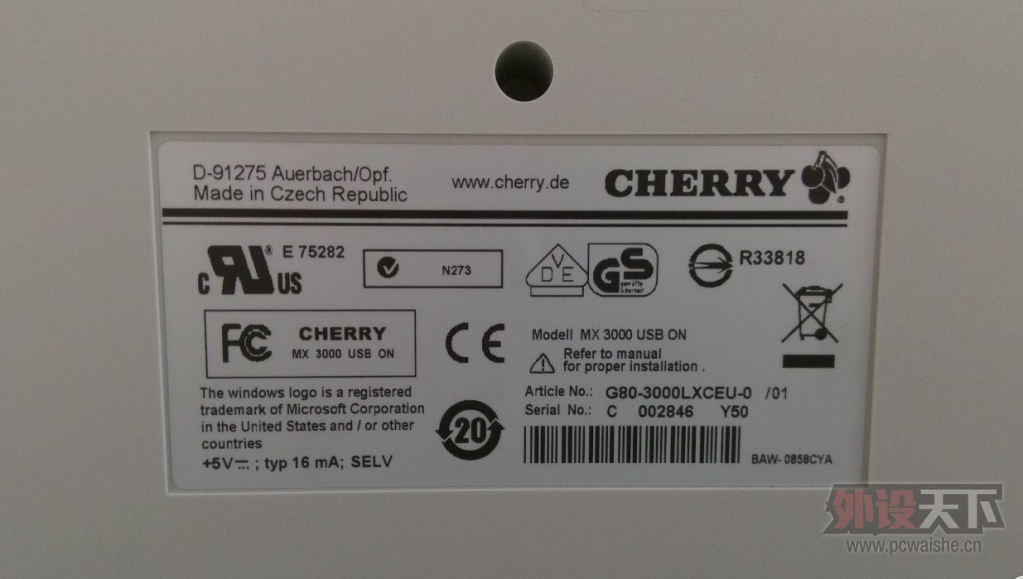 D-91275 Auerbach/Opf.
Made in Czech Republic
www.cherry.de
CHERRY
®
c RU US ®
E 75282
N273
VDE
GS
geprüfte
Sicherheit
R33818
FC
CHERRY
MX 3000 USB ON
CE
Modell MX 3000 USB ON
Refer to manual
for proper installation .
The windows logo is a registered
trademark of Microsoft Corporation
in the United States and / or other
countries
+5V⎓ ; typ 16 mA; SELV
20
Article No.: G80-3000LXCEU-0 /01
Serial No.: C 002846 Y50
BAW- 0858CYA
外设天下
www.pcwaishe.cn